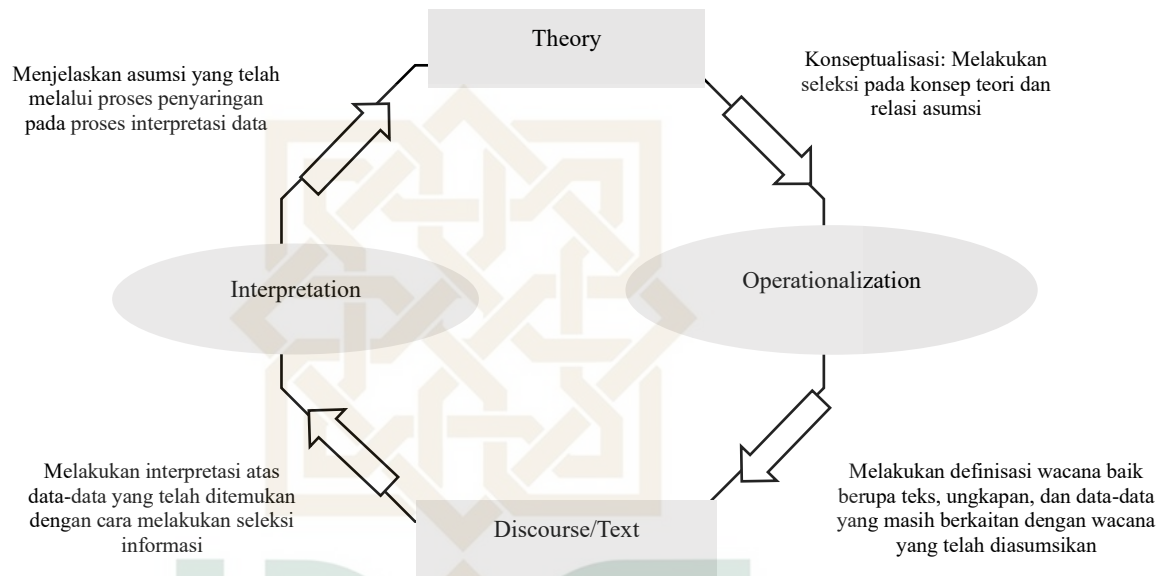 Theory
Menjelaskan asumsi yang telah
melalui proses penyaringan
pada proses interpretasi data
Konseptualisasi: Melakukan
seleksi pada konsep teori dan
relasi asumsi
Interpretation
Operationalization
Melakukan interpretasi atas
data-data yang telah ditemukan
dengan cara melakukan seleksi
informasi
Discourse/Text
Melakukan definisasi wacana baik
berupa teks, ungkapan, dan data-data
yang masih berkaitan dengan wacana
yang telah diasumsikan